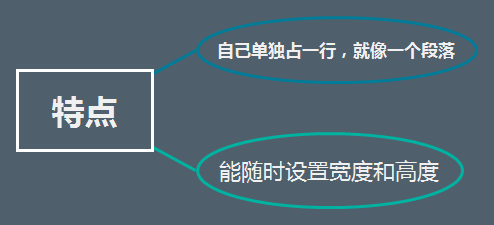 特点
自己单独占一行，就像一个段落
能随时设置宽度和高度